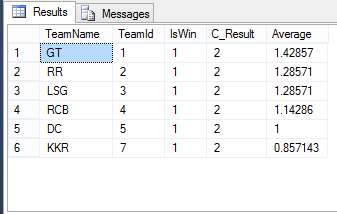 Results Messages
TeamName TeamId IsWin C_Result Average
1 GT 1 1 2 1.42857
2 RR 2 1 2 1.28571
3 LSG 3 1 2 1.28571
4 RCB 4 1 2 1.14286
5 DC 5 1 2 1
6 KKR 7 1 2 0.857143